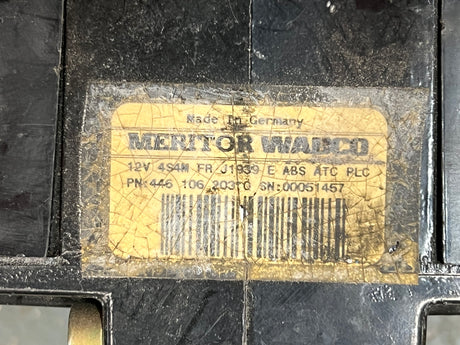 Made In Germany
MERITOR WABCO
12V 4S4M FR J1939 E ABS ATC PLC
PN:446 106 203 0 SN:00051457